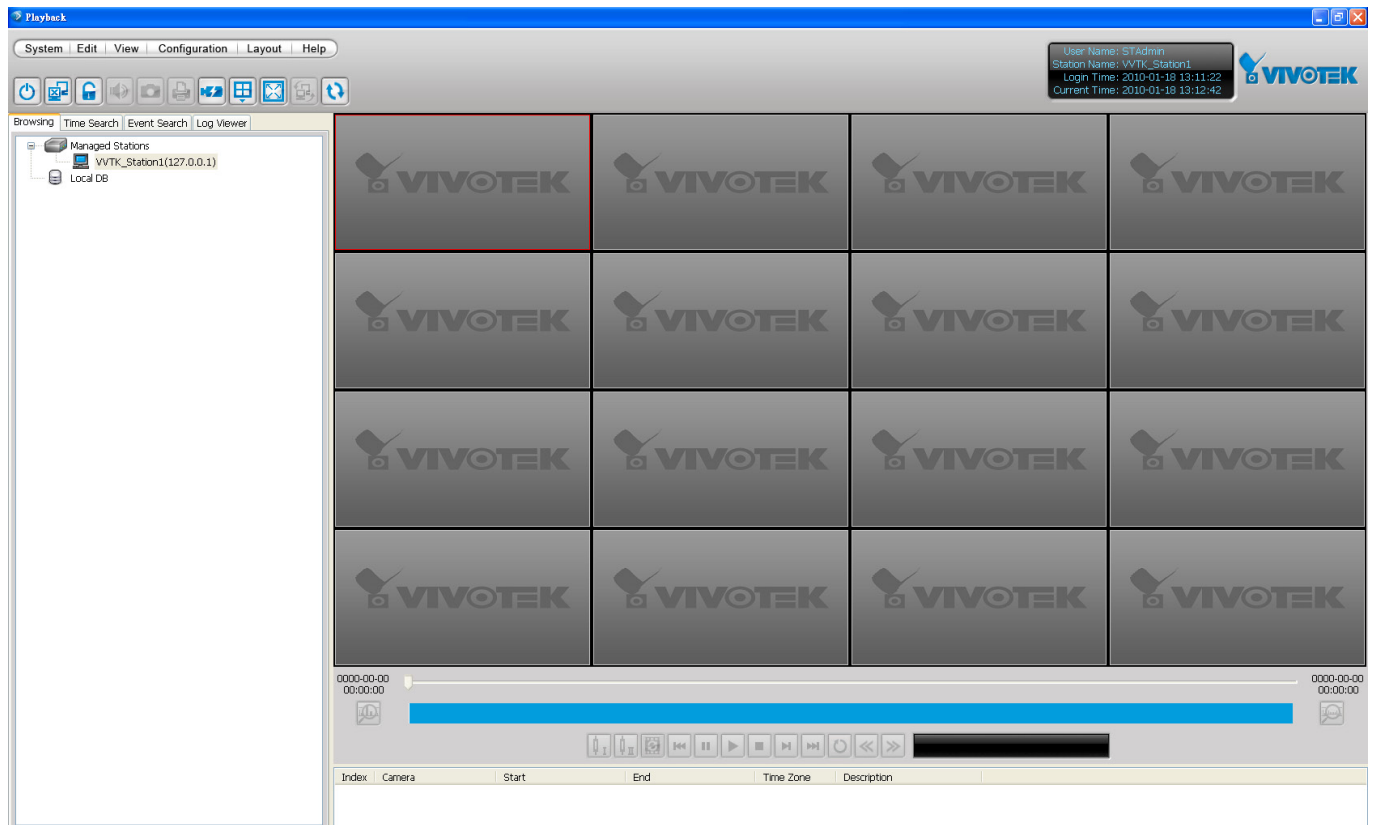 Playback
System Edit View Configuration Layout Help
User Name: STAdmin
Station Name: VVTK_Station1
Login Time: 2010-01-18 13:11:22
Current Time: 2010-01-18 13:12:42
VIVOTEK
Browsing Time Search Event Search Log Viewer
Managed Stations
VVTK_Station1(127.0.0.1)
Local DB
VIVOTEK VIVOTEK VIVOTEK VIVOTEK
VIVOTEK VIVOTEK VIVOTEK VIVOTEK
VIVOTEK VIVOTEK VIVOTEK VIVOTEK
VIVOTEK VIVOTEK VIVOTEK VIVOTEK
0000-00-00 0000-00-00
00:00:00 00:00:00
Index Camera Start End Time Zone Description